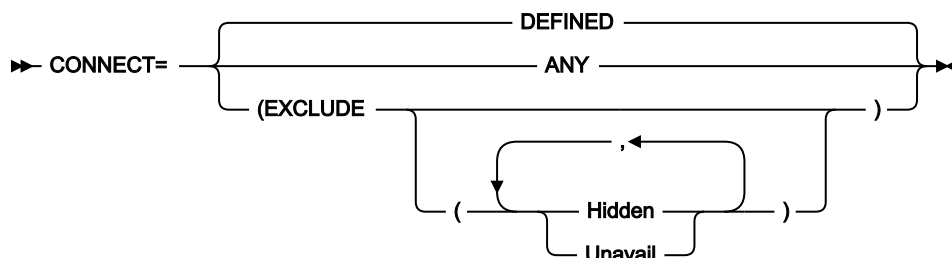 DEFINED
CONNECT= ANY
(EXCLUDE )
,
( Hidden )
Unavail